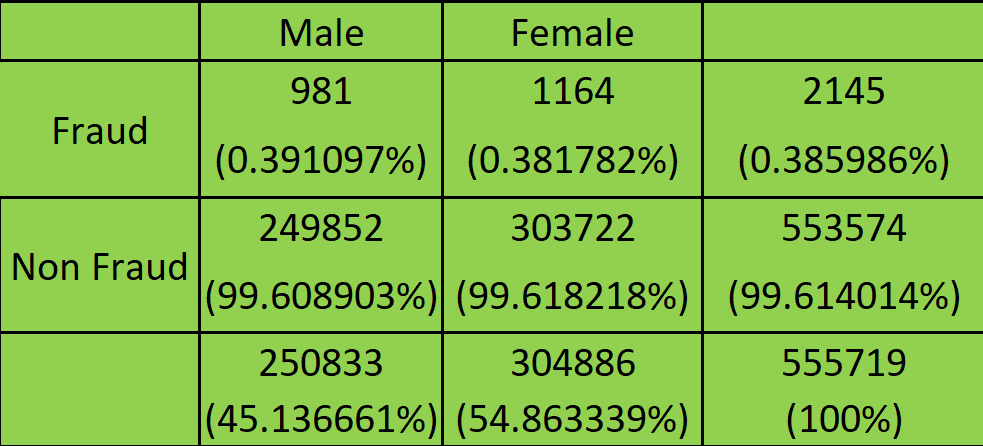 Male Female
981 1164 2145
Fraud
(0.391097%) (0.381782%) (0.385986%)
249852 303722 553574
Non Fraud
(99.608903%) (99.618218%) (99.614014%)
250833 304886 555719
(45.136661%) (54.863339%) (100%)